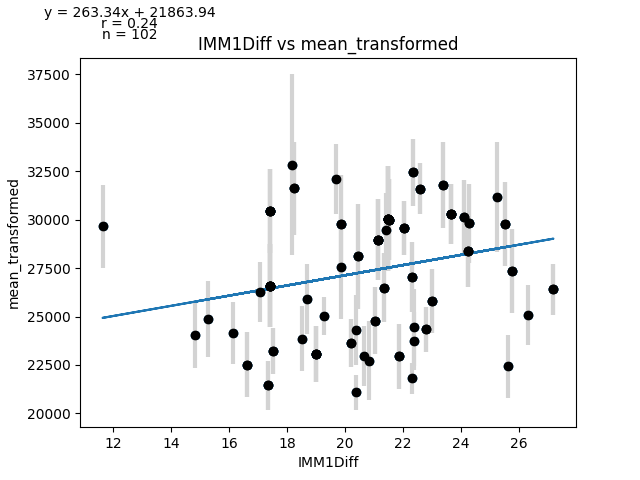 y = 263.34x + 21863.94
r = 0.24
n = 102
IMM1Diff vs mean_transformed
37500
35000
32500
30000
27500
25000
22500
20000
mean_transformed
12 14 16 18 20 22 24 26
IMM1Diff